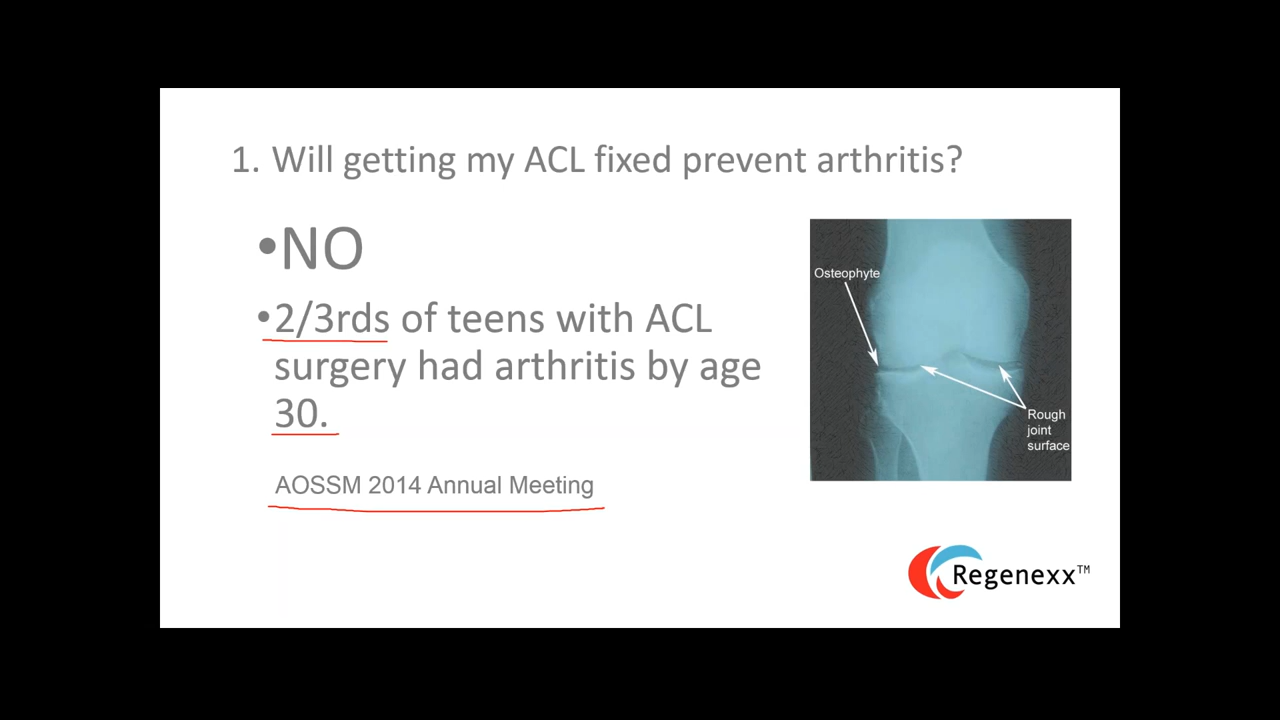 1. Will getting my ACL fixed prevent arthritis?
•NO
•2/3rds of teens with ACL
surgery had arthritis by age
30.
AOSSM 2014 Annual Meeting
Osteophyte
Rough
joint
surface
Regenexx™